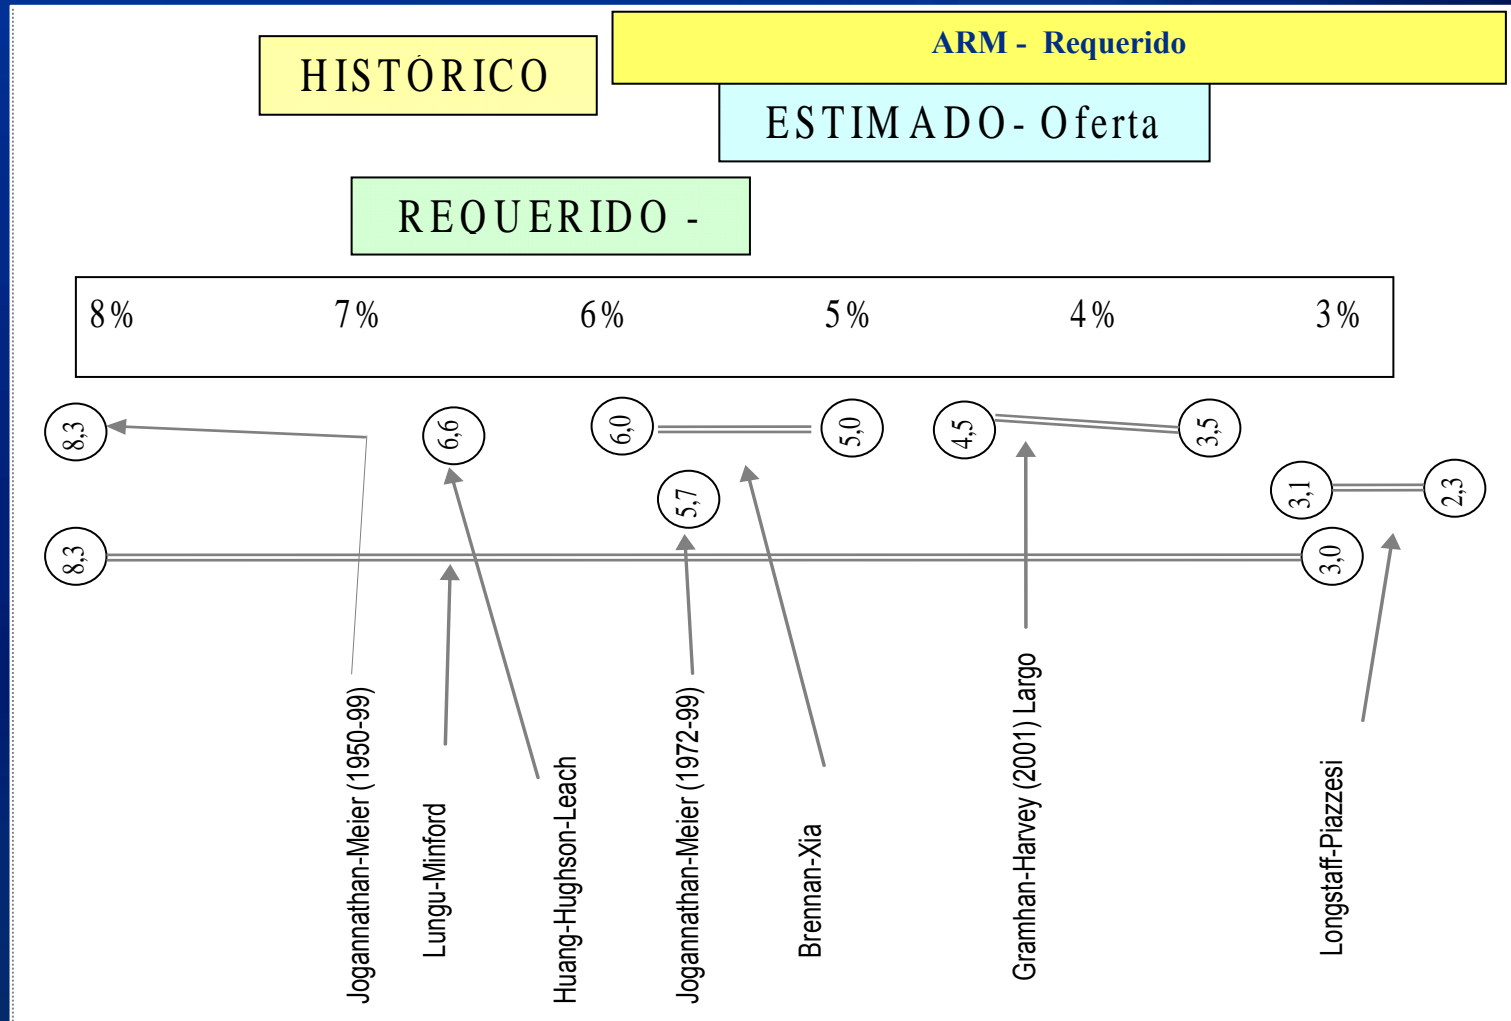 ARM - Requerido
HISTÓRICO
ESTIMADO- Oferta
REQUERIDO -
8% 7% 6% 5% 4% 3%
8,3 6,6 6,0 5,0 4,5 3,5
5,7 3,1 2,3
8,3 3,0
Jogannathan-Meier (1950-99)
Lungu-Minford
Huang-Hughson-Leach
Jogannathan-Meier (1972-99)
Brennan-Xia
Gramhan-Harvey (2001) Largo
Longstaff-Piazzesi